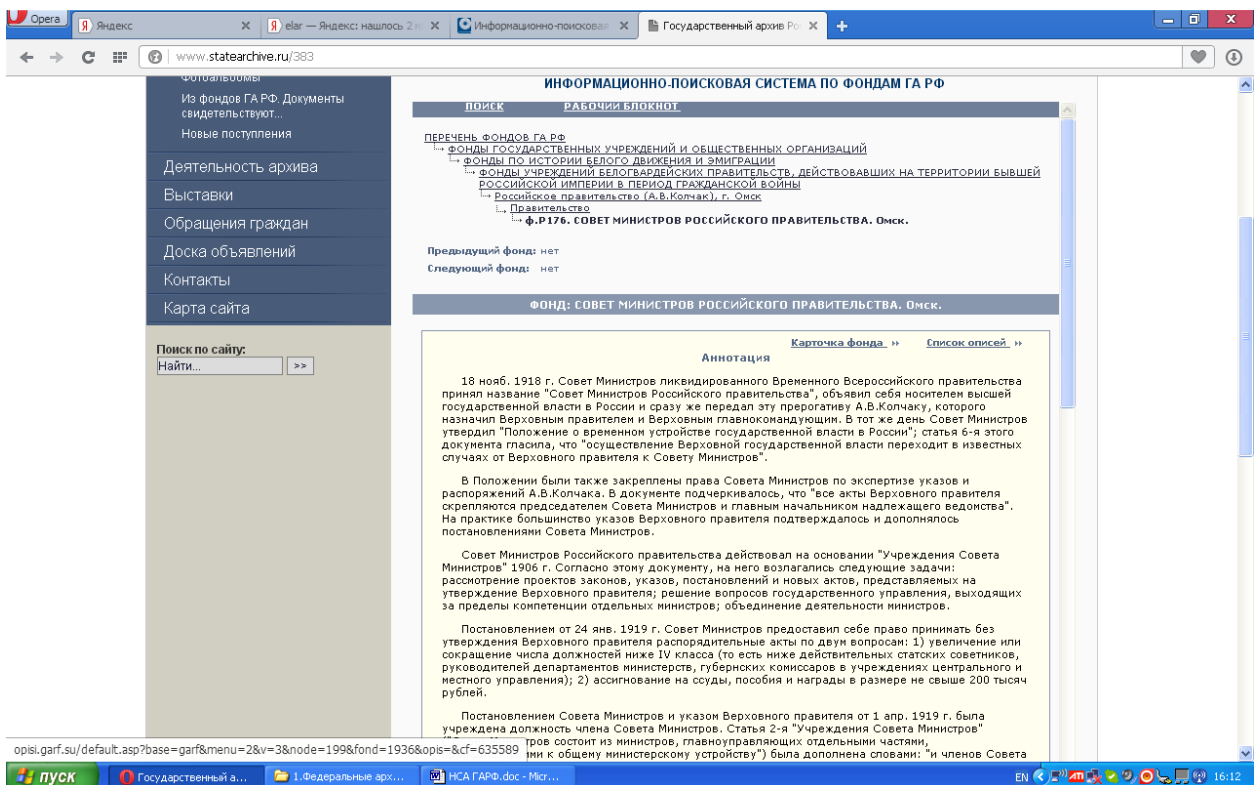 Opera
Яндекс
elar — Яндекс: нашлось 2
Информационно-поисковая
Государственный архив Ро
www.statearchive.ru/383
Фотоальбомы
Из фондов ГА РФ. Документы
свидетельствуют...
Новые поступления
Деятельность архива
Выставки
Обращения граждан
Доска объявлений
Контакты
Карта сайта
Поиск по сайту:
Найти...
>>
ИНФОРМАЦИОННО-ПОИСКОВАЯ СИСТЕМА ПО ФОНДАМ ГА РФ
ПОИСК РАБОЧИЙ БЛОКНОТ
ПЕРЕЧЕНЬ ФОНДОВ ГА РФ
ФОНДЫ ГОСУДАРСТВЕННЫХ УЧРЕЖДЕНИЙ И ОБЩЕСТВЕННЫХ ОРГАНИЗАЦИЙ
ФОНДЫ ПО ИСТОРИИ БЕЛОГО ДВИЖЕНИЯ И ЭМИГРАЦИИ
ФОНДЫ УЧРЕЖДЕНИЙ БЕЛОГВАРДЕЙСКИХ ПРАВИТЕЛЬСТВ, ДЕЙСТВОВАВШИХ НА ТЕРРИТОРИИ БЫВШЕЙ
РОССИЙСКОЙ ИМПЕРИИ В ПЕРИОД ГРАЖДАНСКОЙ ВОЙНЫ
Российское правительство (А.В.Колчак), г. Омск
Правительство
ф.Р176. СОВЕТ МИНИСТРОВ РОССИЙСКОГО ПРАВИТЕЛЬСТВА. Омск.
Предыдущий фонд: нет
Следующий фонд: нет
ФОНД: СОВЕТ МИНИСТРОВ РОССИЙСКОГО ПРАВИТЕЛЬСТВА. Омск.
Карточка фонда »
Список описей »
Аннотация
18 нояб. 1918 г. Совет Министров ликвидированного Временного Всероссийского правительства
принял название "Совет Министров Российского правительства", объявил себя носителем высшей
государственной власти в России и сразу же передал эту прерогативу А.В.Колчаку, которого
назначил Верховным правителем и Верховным главнокомандующим. В тот же день Совет Министров
утвердил "Положение о временном устройстве государственной власти в России"; статья 6-я этого
документа гласила, что "осуществление Верховной государственной власти переходит в известных
случаях от Верховного правителя к Совету Министров".
В Положении были также закреплены права Совета Министров по экспертизе указов и
распоряжений А.В.Колчака. В документе подчеркивалось, что "все акты Верховного правителя
скрепляются председателем Совета Министров и главным начальником надлежащего ведомства".
На практике большинство указов Верховного правителя подтверждалось и дополнялось
постановлениями Совета Министров.
Совет Министров Российского правительства действовал на основании "Учреждения Совета
Министров" 1906 г. Согласно этому документу, на него возлагались следующие задачи:
рассмотрение проектов законов, указов, постановлений и новых актов, представляемых на
утверждение Верховного правителя; решение вопросов государственного управления, выходящих
за пределы компетенции отдельных министров; объединение деятельности министров.
Постановлением от 24 янв. 1919 г. Совет Министров предоставил себе право принимать без
утверждения Верховного правителя распорядительные акты по двум вопросам: 1) увеличение или
сокращение числа должностей ниже IV класса (то есть ниже действительных статских советников,
руководителей департаментов министерств, губернских комиссаров в учреждениях центрального и
местного управления); 2) ассигнование на ссуды, пособия и награды в размере не свыше 200 тысяч
рублей.
Постановлением Совета Министров и указом Верховного правителя от 1 апр. 1919 г. была
учреждена должность члена Совета Министров. Статья 2-я "Учреждения Совета Министров"
тров состоит из министров, главноуправляющих отдельными частями,
ми к общему министерскому устройству") была дополнена словами: "и членов Совета
opisi.garf.su/default.asp?base=garf&menu=2&v=3&node=199&fond=1936&opis=&cf=635589
пуск
Государственный а...
1.Федеральные арх...
НСА ГАРФ.doc - Micr...
EN
16:12